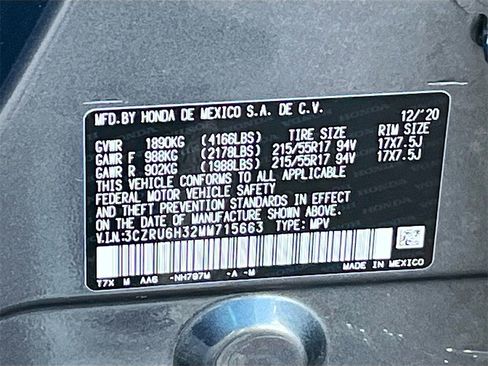 MFD.BY HONDA DE MEXICO S.A. DE C.V. 12/'20
GVWR 1890KG (4166LBS) TIRE SIZE RIM SIZE
GAWR F 988KG (2178LBS) 215/55R17 94V 17X7.5J
GAWR R 902KG (1988LBS) 215/55R17 94V 17X7.5J
THIS VEHICLE CONFORMS TO ALL APPLICABLE
FEDERAL MOTOR VEHICLE SAFETY
AND THEFT PREVENTION STANDARDS IN EFFECT
ON THE DATE OF MANUFACTURE SHOWN ABOVE.
V.I.N:3CZRU6H32MM715663 TYPE: MPV
T7X M AAG -NH797M -A -M MADE IN MEXICO